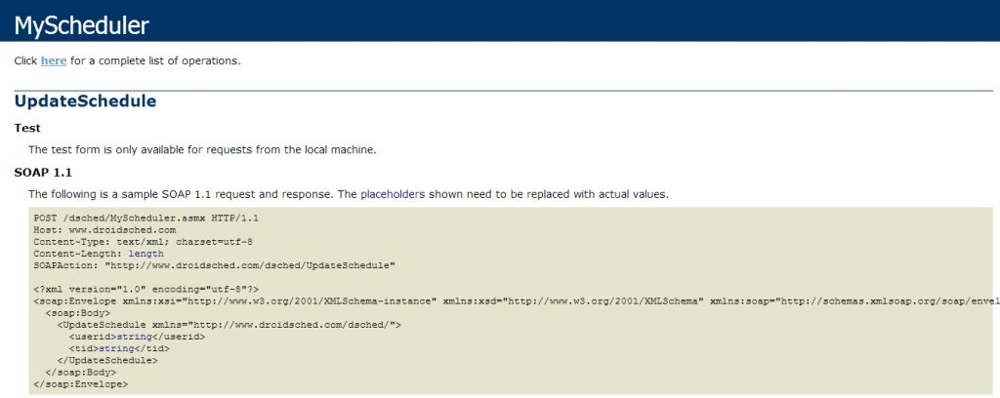 MyScheduler
Click here for a complete list of operations.
UpdateSchedule
Test
The test form is only available for requests from the local machine.
SOAP 1.1
The following is a sample SOAP 1.1 request and response. The placeholders shown need to be replaced with actual values.
POST /dsched/MyScheduler.asmx HTTP/1.1
Host: www.droidsched.com
Content-Type: text/xml; charset=utf-8
Content-Length: length
SOAPAction: "http://www.droidsched.com/dsched/UpdateSchedule"
<?xml version="1.0" encoding="utf-8"?>
<soap:Envelope xmlns:xsi="http://www.w3.org/2001/XMLSchema-instance" xmlns:xsd="http://www.w3.org/2001/XMLSchema" xmlns:soap="http://schemas.xmlsoap.org/soap/envel
<soap:Body>
<UpdateSchedule xmlns="http://www.droidsched.com/dsched/">
<userid>string</userid>
<tid>string</tid>
</UpdateSchedule>
</soap:Body>
</soap:Envelope>